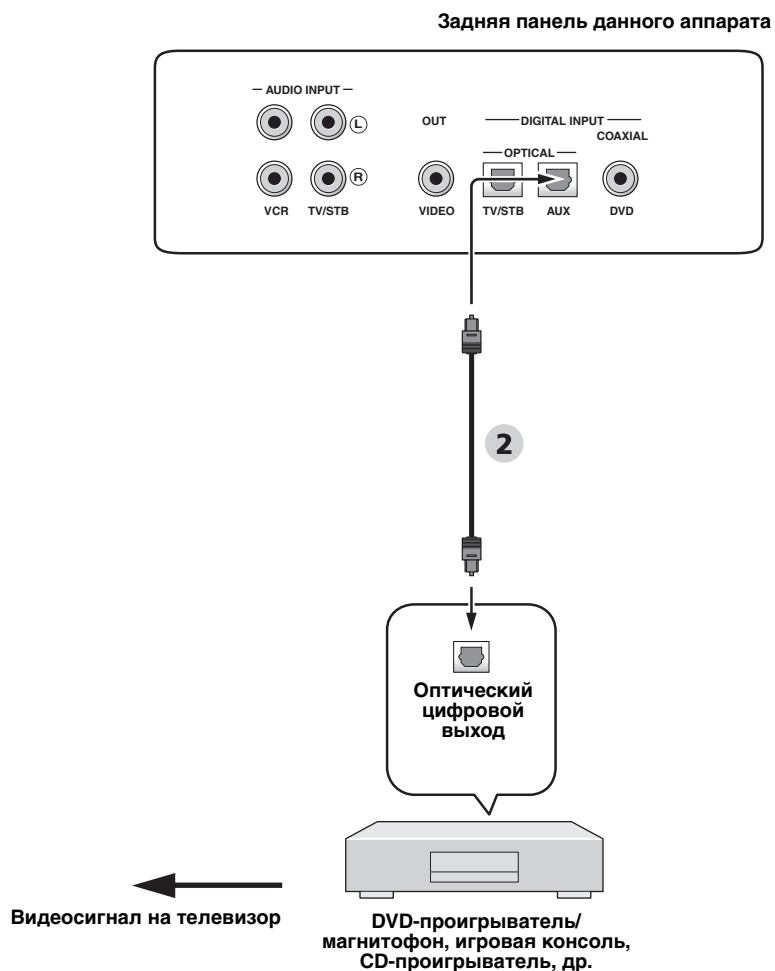 Задняя панель данного аппарата
AUDIO INPUT
L
OUT
DIGITAL INPUT
COAXIAL
OPTICAL
R
VCR TV/STB VIDEO TV/STB AUX DVD
2
Оптический
цифровой
выход
Видеосигнал на телевизор
DVD-проигрыватель/
магнитофон, игровая консоль,
CD-проигрыватель, др.